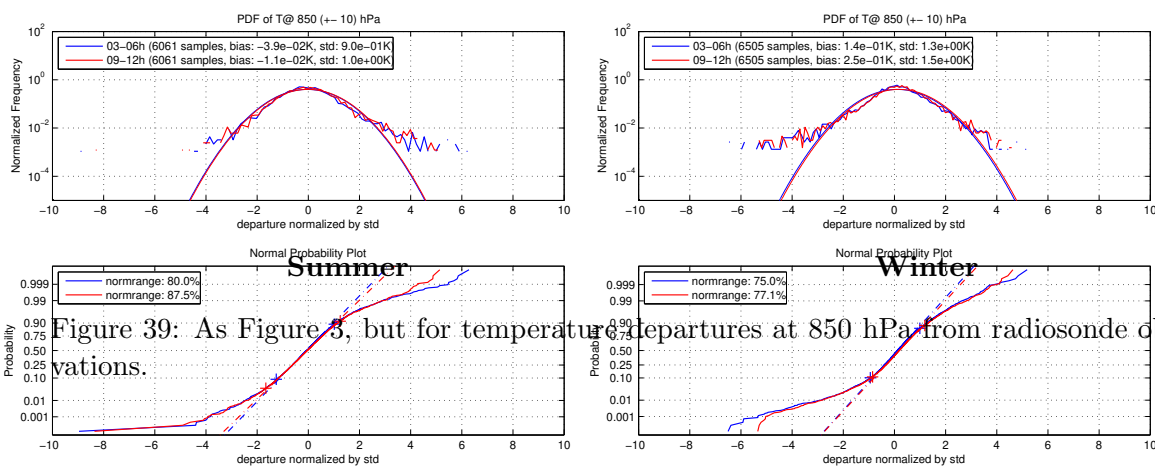 PDF of T@ 850 (+− 10) hPa
Normalized Frequency
10^2
10^0
10^−2
10^−4
03−06h (6061 samples, bias: −3.9e−02K, std: 9.0e−01K)
09−12h (6061 samples, bias: −1.1e−02K, std: 1.0e+00K)
−10 −8 −6 −4 −2 0 2 4 6 8 10
departure normalized by std
PDF of T@ 850 (+− 10) hPa
Normalized Frequency
10^2
10^0
10^−2
10^−4
03−06h (6505 samples, bias: 1.4e−01K, std: 1.3e+00K)
09−12h (6505 samples, bias: 2.5e−01K, std: 1.5e+00K)
−10 −8 −6 −4 −2 0 2 4 6 8 10
departure normalized by std
Normal Probability Plot
Summer
Probability
0.999
0.99
0.90
0.75
0.50
0.25
0.10
0.01
0.001
normrange: 80.0%
normrange: 87.5%
−10 −8 −6 −4 −2 0 2 4 6 8 10
departure normalized by std
Normal Probability Plot
Winter
Probability
0.999
0.99
0.90
0.75
0.50
0.25
0.10
0.01
0.001
normrange: 75.0%
normrange: 77.1%
−10 −8 −6 −4 −2 0 2 4 6 8 10
departure normalized by std
Figure 39: As Figure 3, but for temperature departures at 850 hPa from radiosonde
vations.